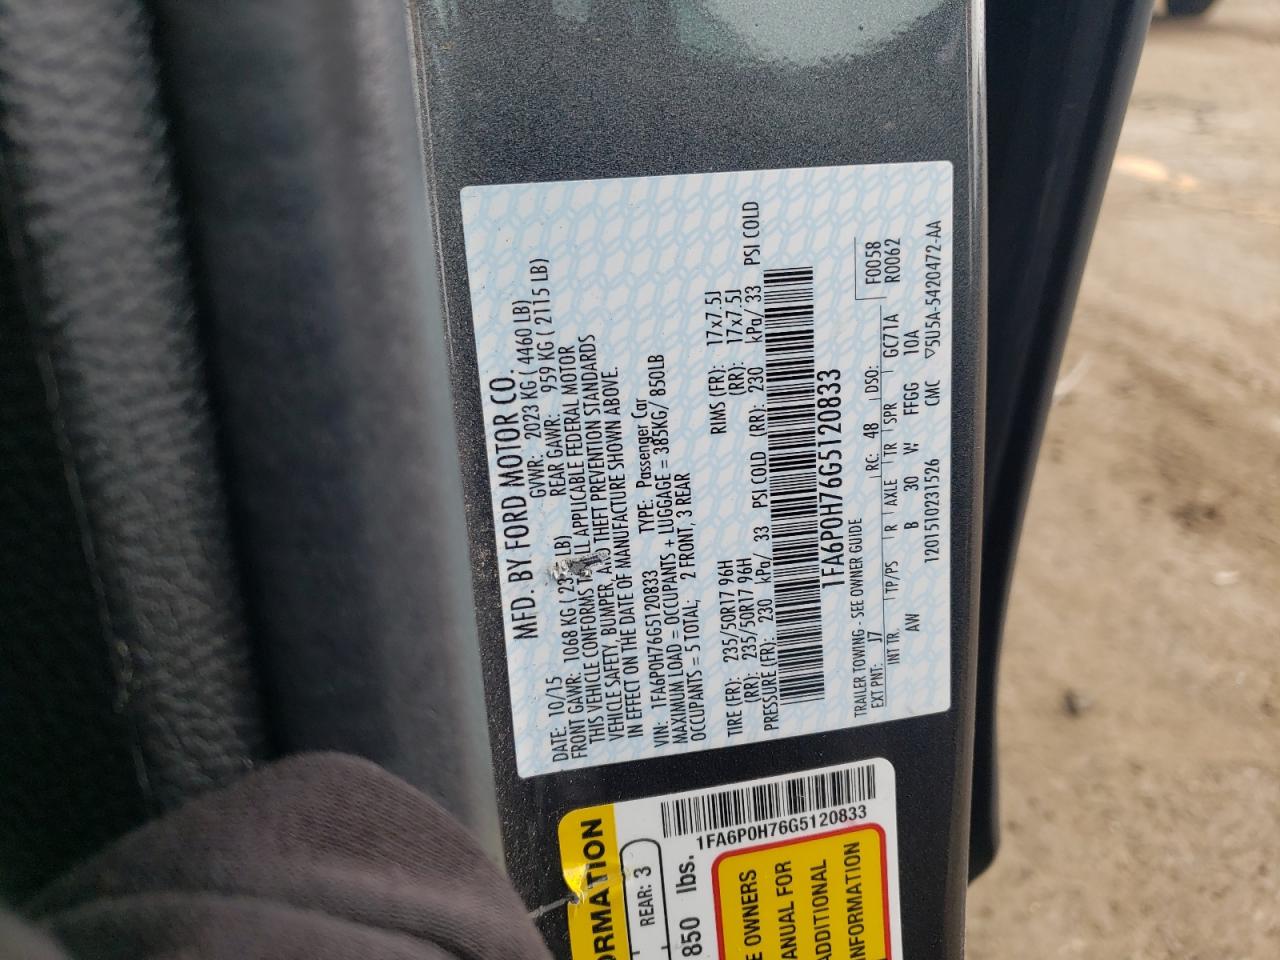 MFD. BY FORD MOTOR CO.
DATE: 10/15 GVWR: 2023 KG ( 4460 LB)
FRONT GAWR: 1068 KG ( LB) REAR GAWR: 959 KG ( 2115 LB)
THIS VEHICLE CONFORMS ALL APPLICABLE FEDERAL MOTOR
VEHICLE SAFETY, BUMPER, AND THEFT PREVENTION STANDARDS
IN EFFECT ON THE DATE OF MANUFACTURE SHOWN ABOVE.
VIN: 1FA6P0H76G5120833 TYPE: Passenger Car
MAXIMUM LOAD = OCCUPANTS + LUGGAGE = 385KG/ 850LB
OCCUPANTS = 5 TOTAL; 2 FRONT, 3 REAR
TIRE (FR): 235/50R17 96H RIMS (FR): 17x7.5J
(RR): 235/50R17 96H (RR): 17x7.5J
PRESSURE (FR): 230 kPa/ 33 PSI COLD (RR): 230 kPa/ 33 PSI COLD
1FA6P0H76G5120833
TRAILER TOWING - SEE OWNER GUIDE
F0058
EXT PNT: J7 RC: 48 DSO: R0062
INT TR. TP/PS R AXLE TR SPR GC71A
AW B 30 W FFGG 10A
120151023T526 CMC ▽5U5A-5420472-AA
ORMATION
REAR: 3
850 lbs.
1FA6P0H76G5120833
E OWNERS
ANUAL FOR
ADDITIONAL
INFORMATION